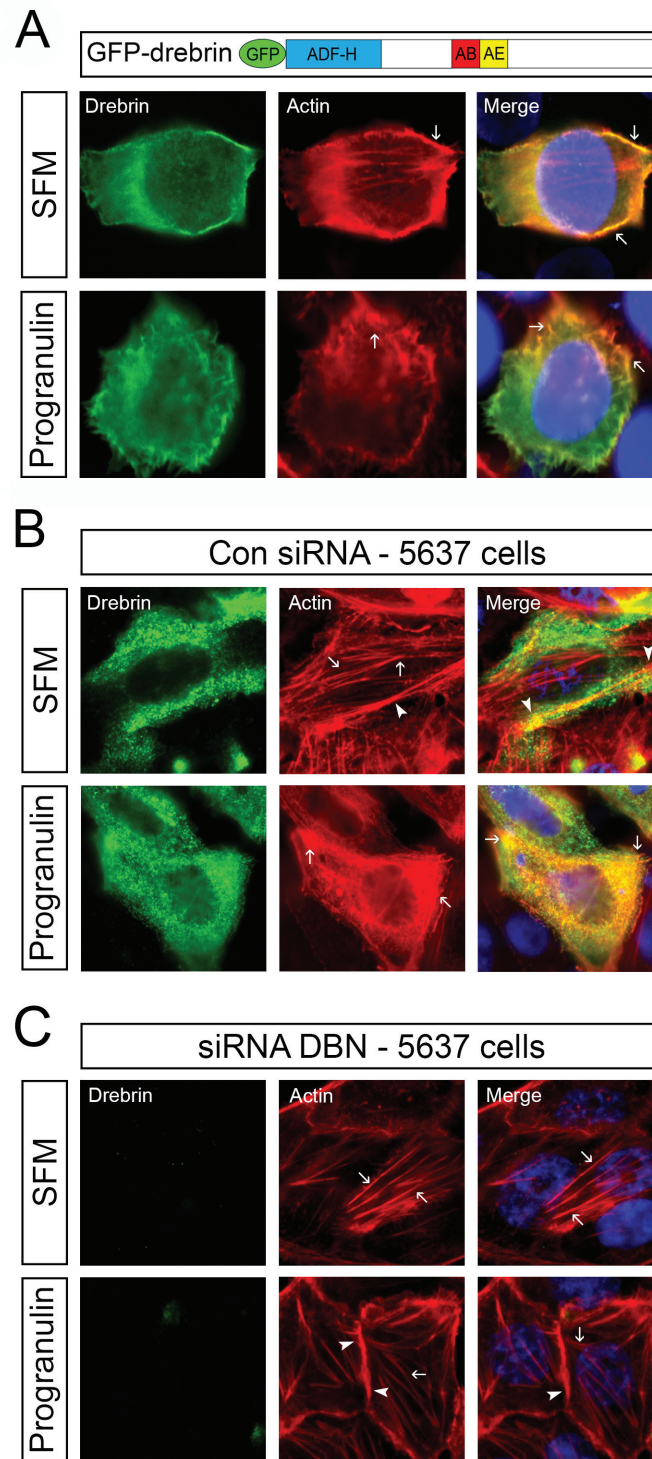 A
GFP-drebrin GFP ADF-H AB AE
SFM
Drebrin Actin Merge
Progranulin
B
Con siRNA - 5637 cells
SFM
Drebrin Actin Merge
Progranulin
C
siRNA DBN - 5637 cells
SFM
Drebrin Actin Merge
Progranulin